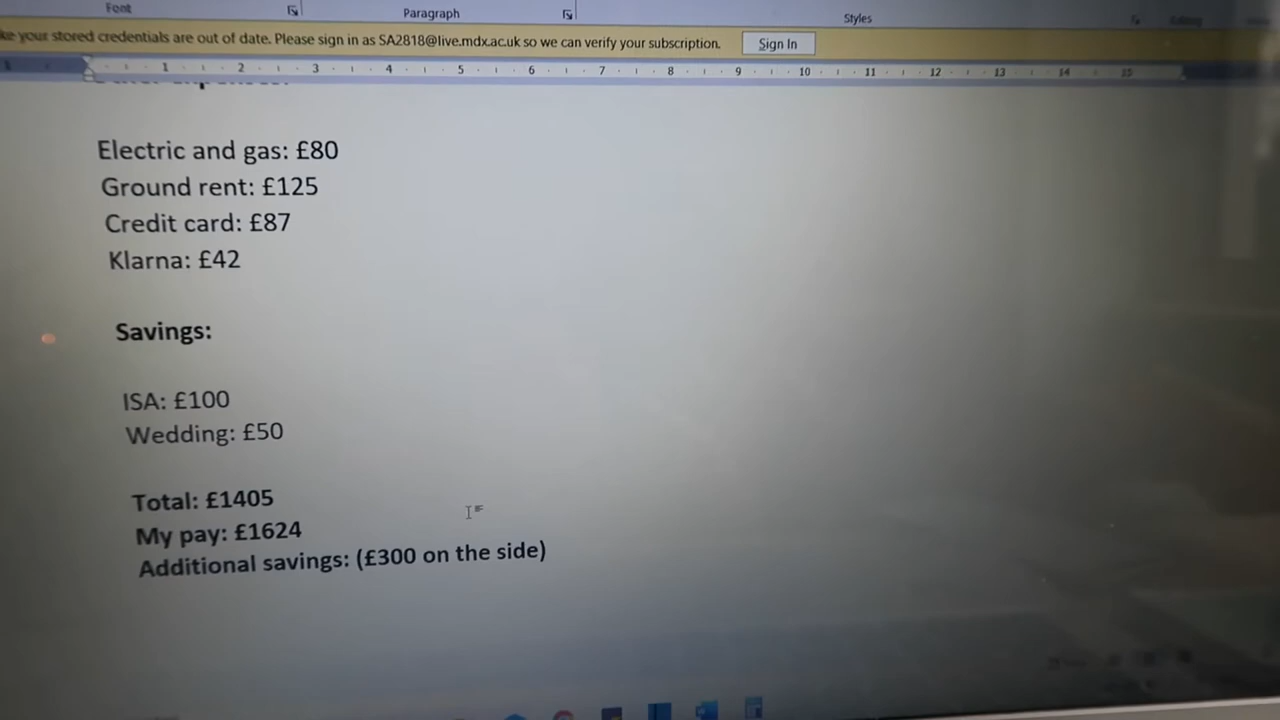 Font
Paragraph
Styles
ke your stored credentials are out of date. Please sign in as SA2818@live.mdx.ac.uk so we can verify your subscription.
Sign In
1 1 2 3 4 5 6 7 8 9 10 11 12 13 14 15
Electric and gas: £80
Ground rent: £125
Credit card: £87
Klarna: £42
Savings:
ISA: £100
Wedding: £50
Total: £1405
My pay: £1624
Additional savings: (£300 on the side)